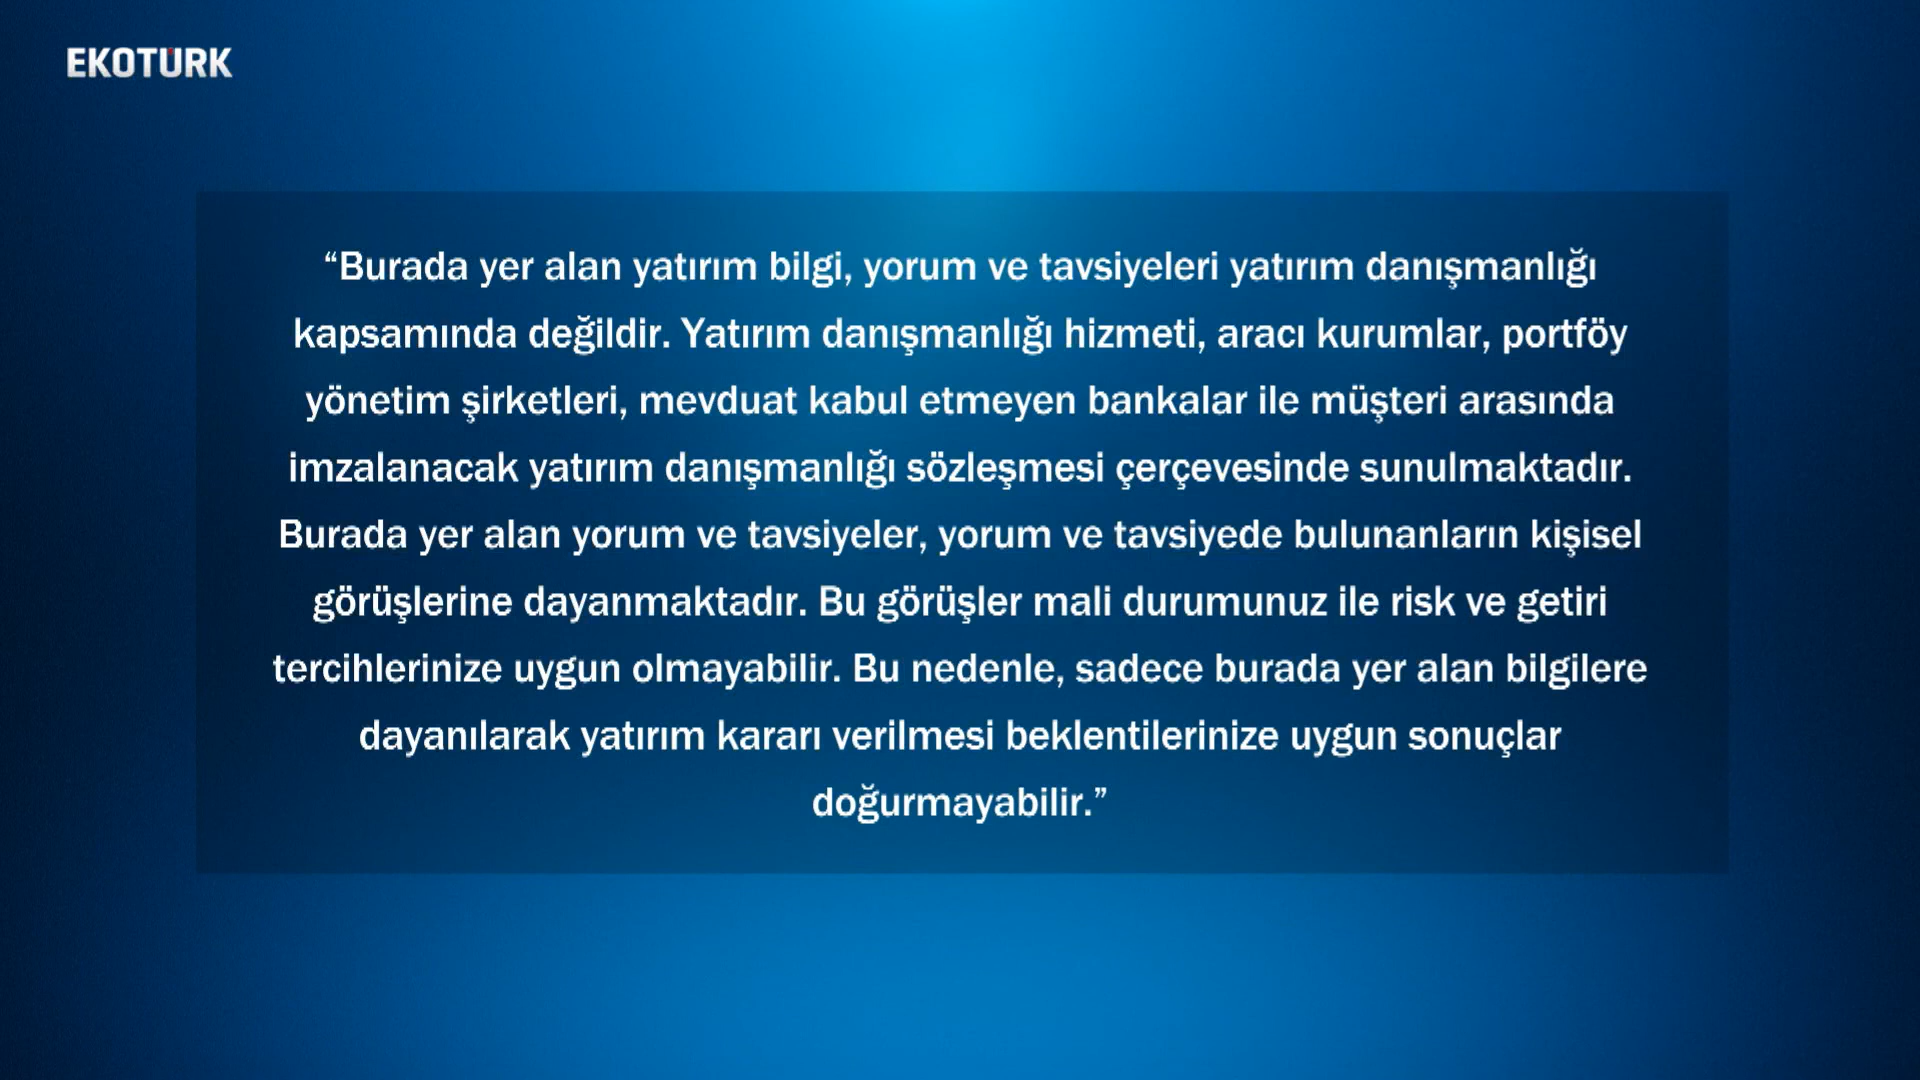 EKOTÜRK
“Burada yer alan yatırım bilgi, yorum ve tavsiyeleri yatırım danışmanlığı
kapsamında değildir. Yatırım danışmanlığı hizmeti, aracı kurumlar, portföy
yönetim şirketleri, mevduat kabul etmeyen bankalar ile müşteri arasında
imzalanacak yatırım danışmanlığı sözleşmesi çerçevesinde sunulmaktadır.
Burada yer alan yorum ve tavsiyeler, yorum ve tavsiyede bulunanların kişisel
görüşlerine dayanmaktadır. Bu görüşler mali durumunuz ile risk ve getiri
tercihlerinize uygun olmayabilir. Bu nedenle, sadece burada yer alan bilgilere
dayanılarak yatırım kararı verilmesi beklentilerinize uygun sonuçlar
doğurmayabilir.”